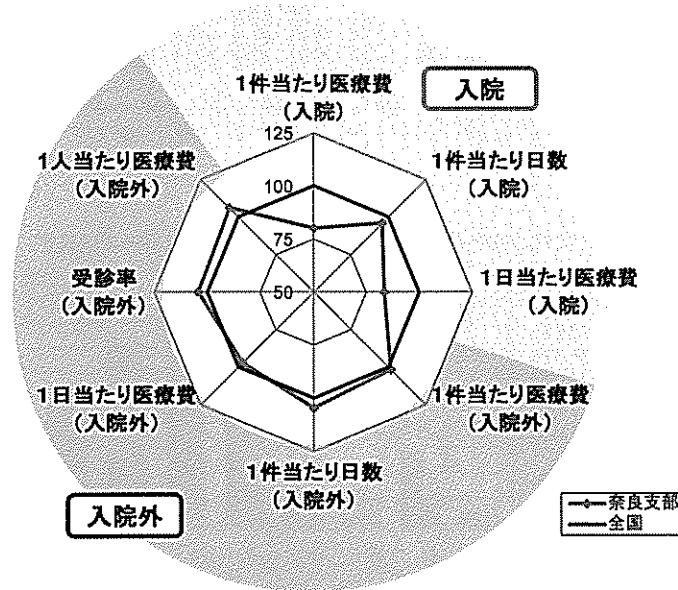 1件当たり医療費
(入院)
入院
125
1人当たり医療費
(入院外)
1件当たり日数
(入院)
100
75
受診率
(入院外)
50
1日当たり医療費
(入院)
1日当たり医療費
(入院外)
1件当たり医療費
(入院外)
1件当たり日数
(入院外)
入院外
奈良支部
全国